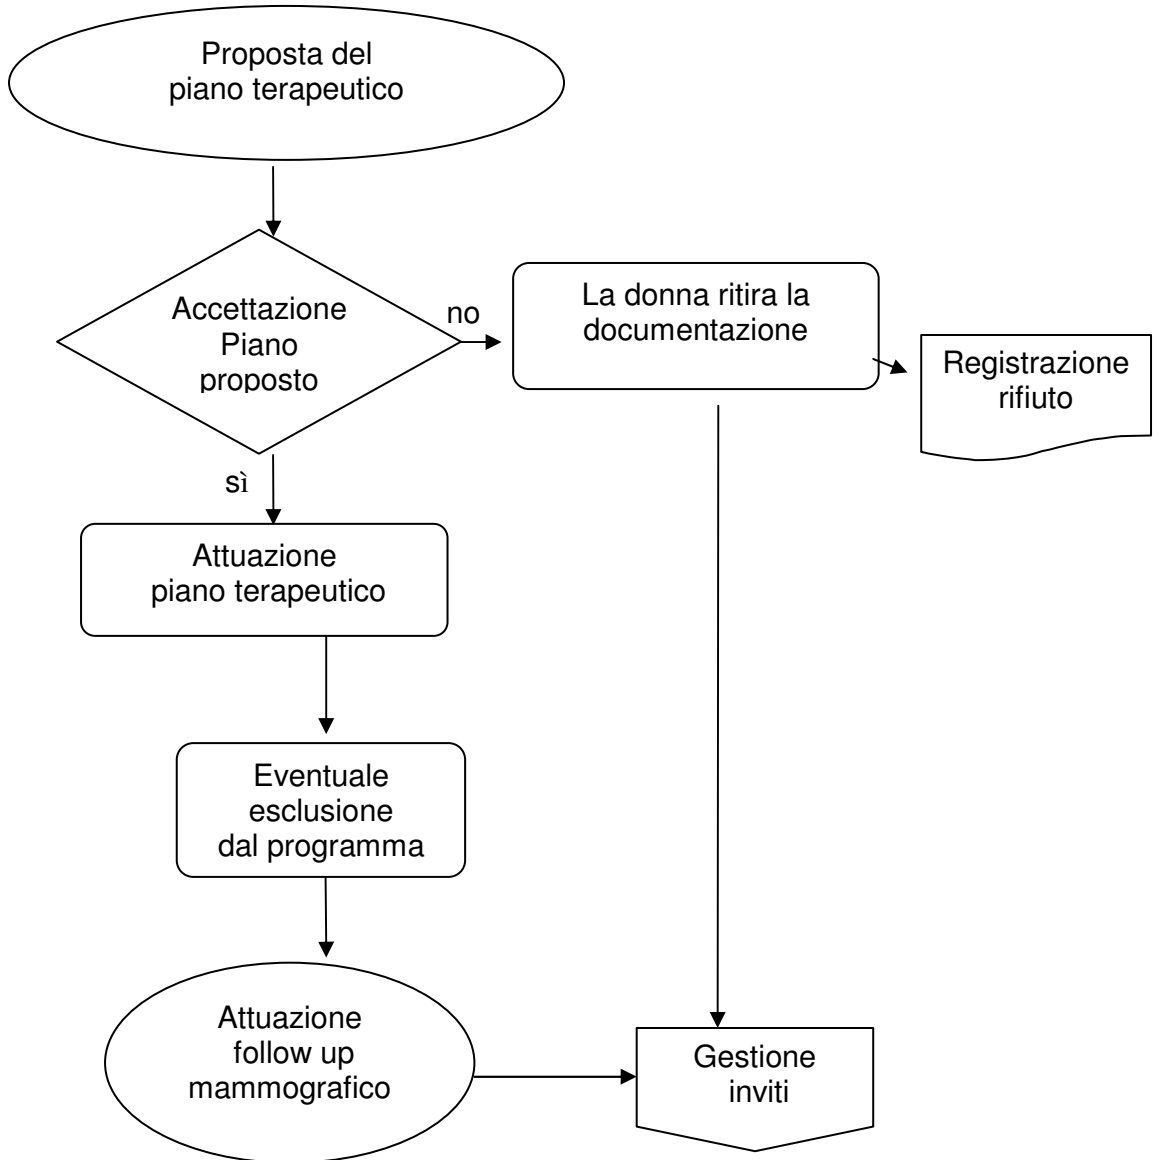 Proposta del
piano terapeutico
Accettazione
Piano
proposto
no
La donna ritira la
documentazione
Registrazione
rifiuto
sì
Attuazione
piano terapeutico
Eventuale
esclusione
dal programma
Attuazione
follow up
mammografico
Gestione
inviti